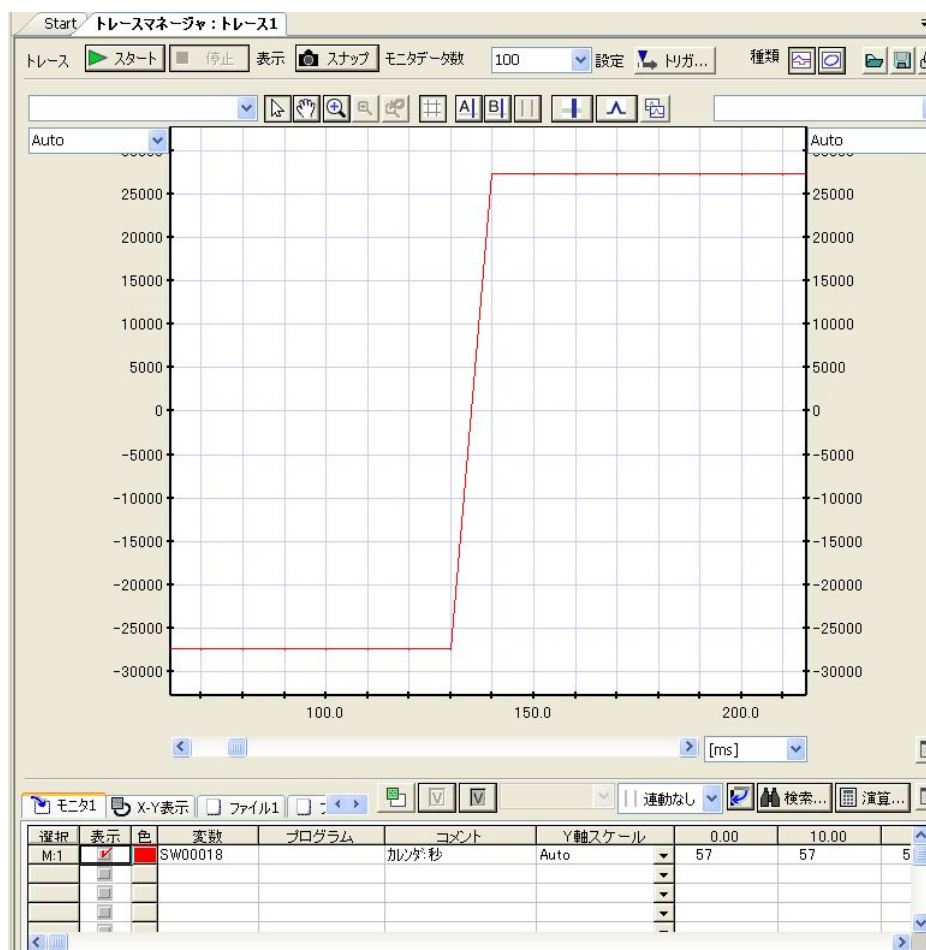 Start トレースマネージャ : トレース1
トレース スタート 停止 表示 スナップ モニタデータ数 100 設定 トリガ... 種類
A B
Auto Auto
25000 25000
20000 20000
15000 15000
10000 10000
5000 5000
0 0
-5000 -5000
-10000 -10000
-15000 -15000
-20000 -20000
-25000 -25000
-30000 -30000
100.0 150.0 200.0
[ms]
モニタ1 X-Y表示 ファイル1 V V 連動なし 検索... 演算...
選択 表示 色 変数 プログラム コメント Y軸スケール 0.00 10.00
M:1 SW00018 カレンダ:秒 Auto 57 57 5